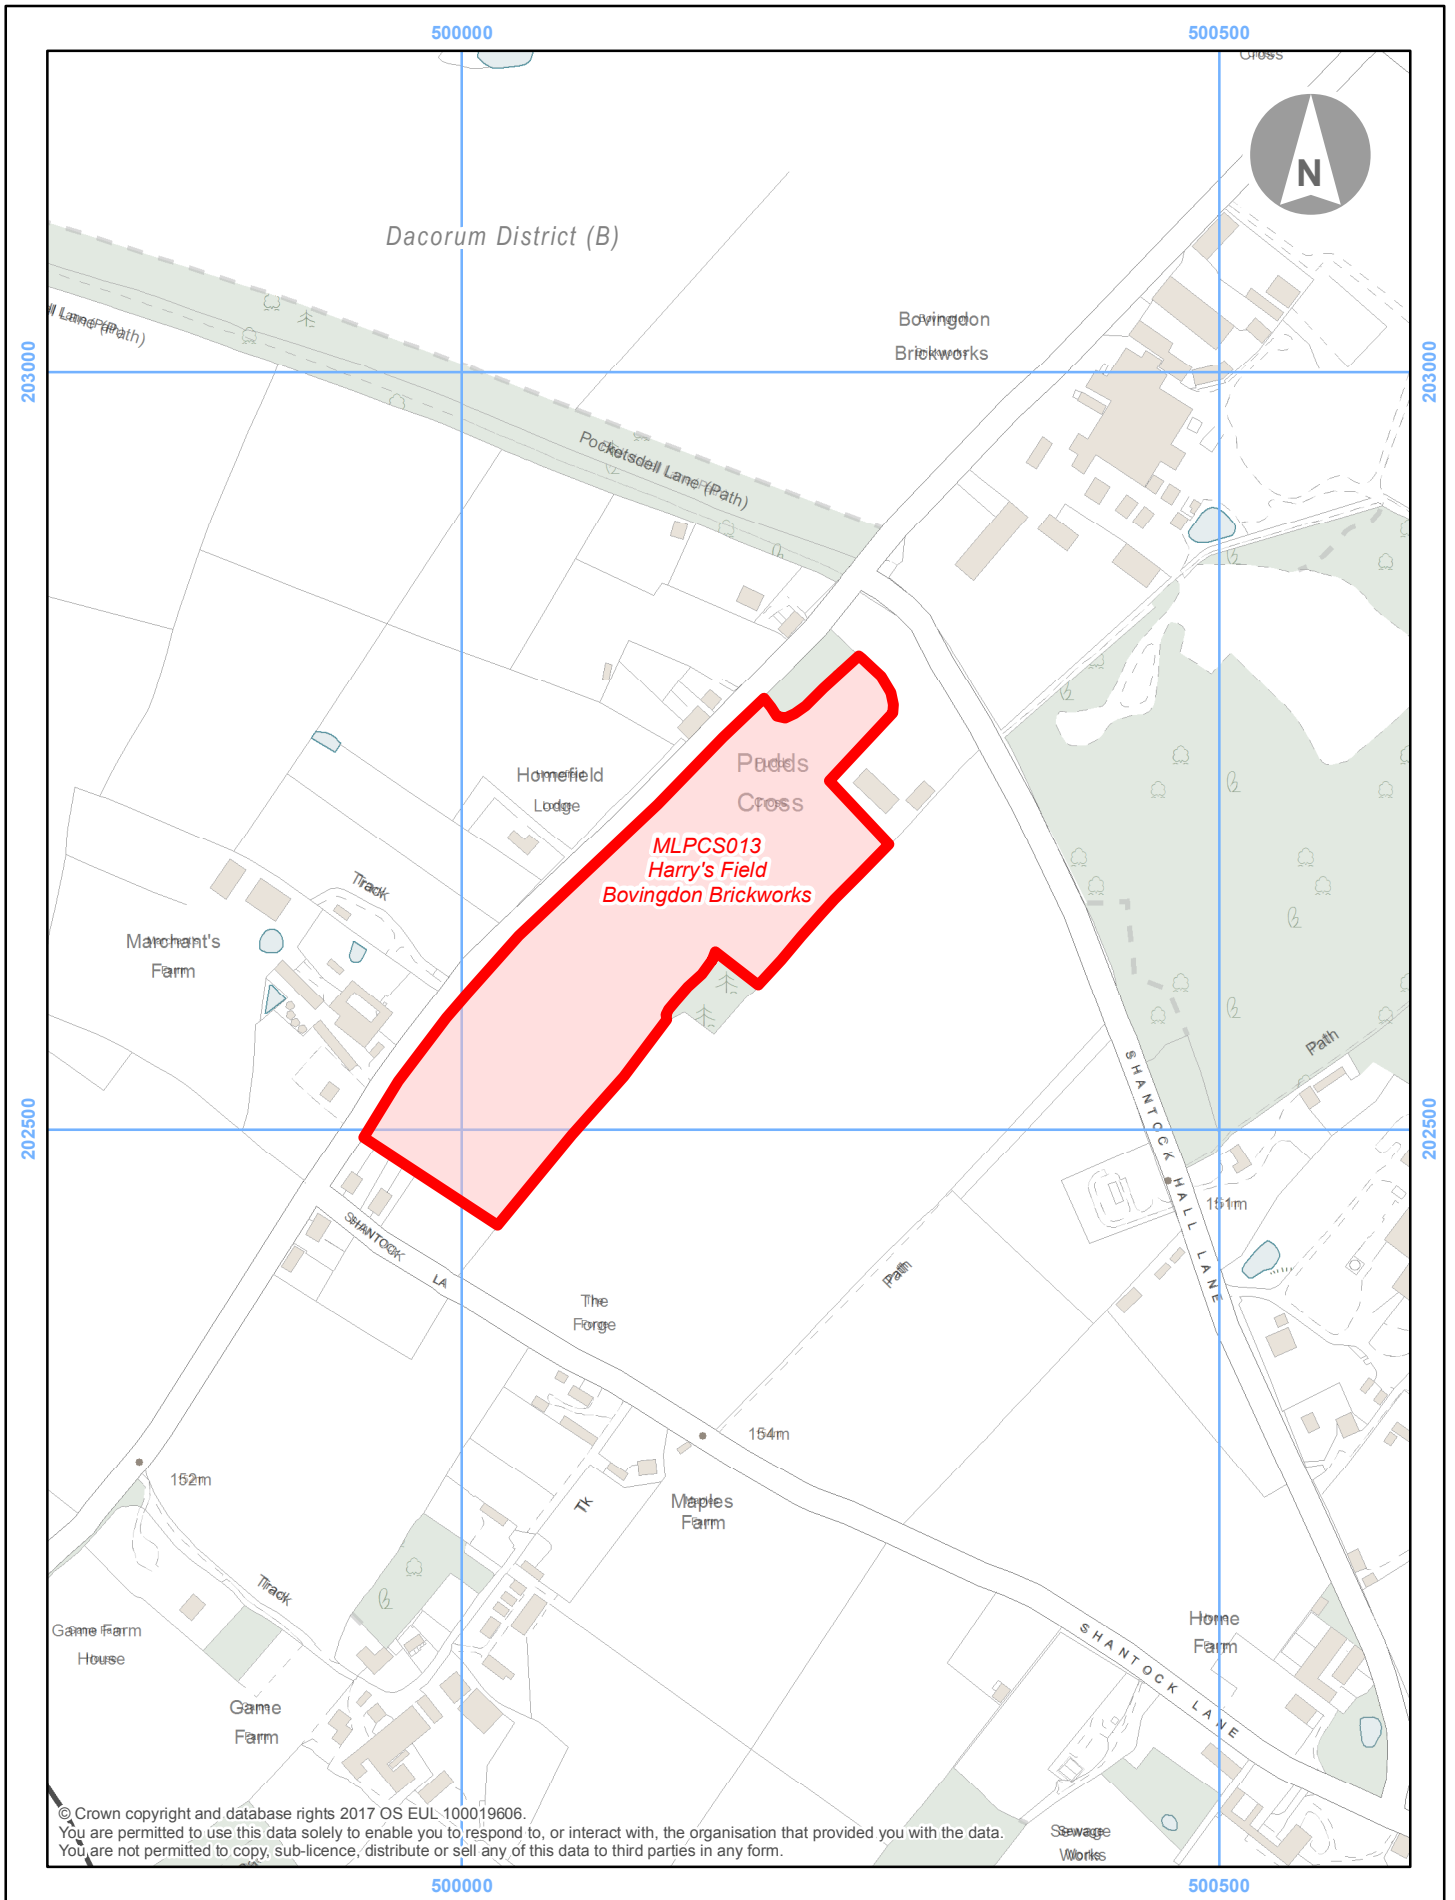 500000
500500
Cross
N
Dacorum District (B)
Bovingdon
Brickworks
ll Lane (Path)
203000
203000
Pocketsdell Lane (Path)
Homefield
Lodge
Pudds
Cross
MLPCS013
Harry's Field
Bovingdon Brickworks
Track
Marchant's
Farm
Path
SHANTOCK HALL LANE
202500
202500
151m
SHANTOCK
LA
Path
The
Forge
154m
152m
Tk
Maples
Farm
Track
Game Farm
House
Home
Farm
SHANTOCK LANE
Game
Farm
Sewage
Works
© Crown copyright and database rights 2017 OS EUL 100019606.
You are permitted to use this data solely to enable you to respond to, or interact with, the organisation that provided you with the data.
You are not permitted to copy, sub-licence, distribute or sell any of this data to third parties in any form.
500000
500500